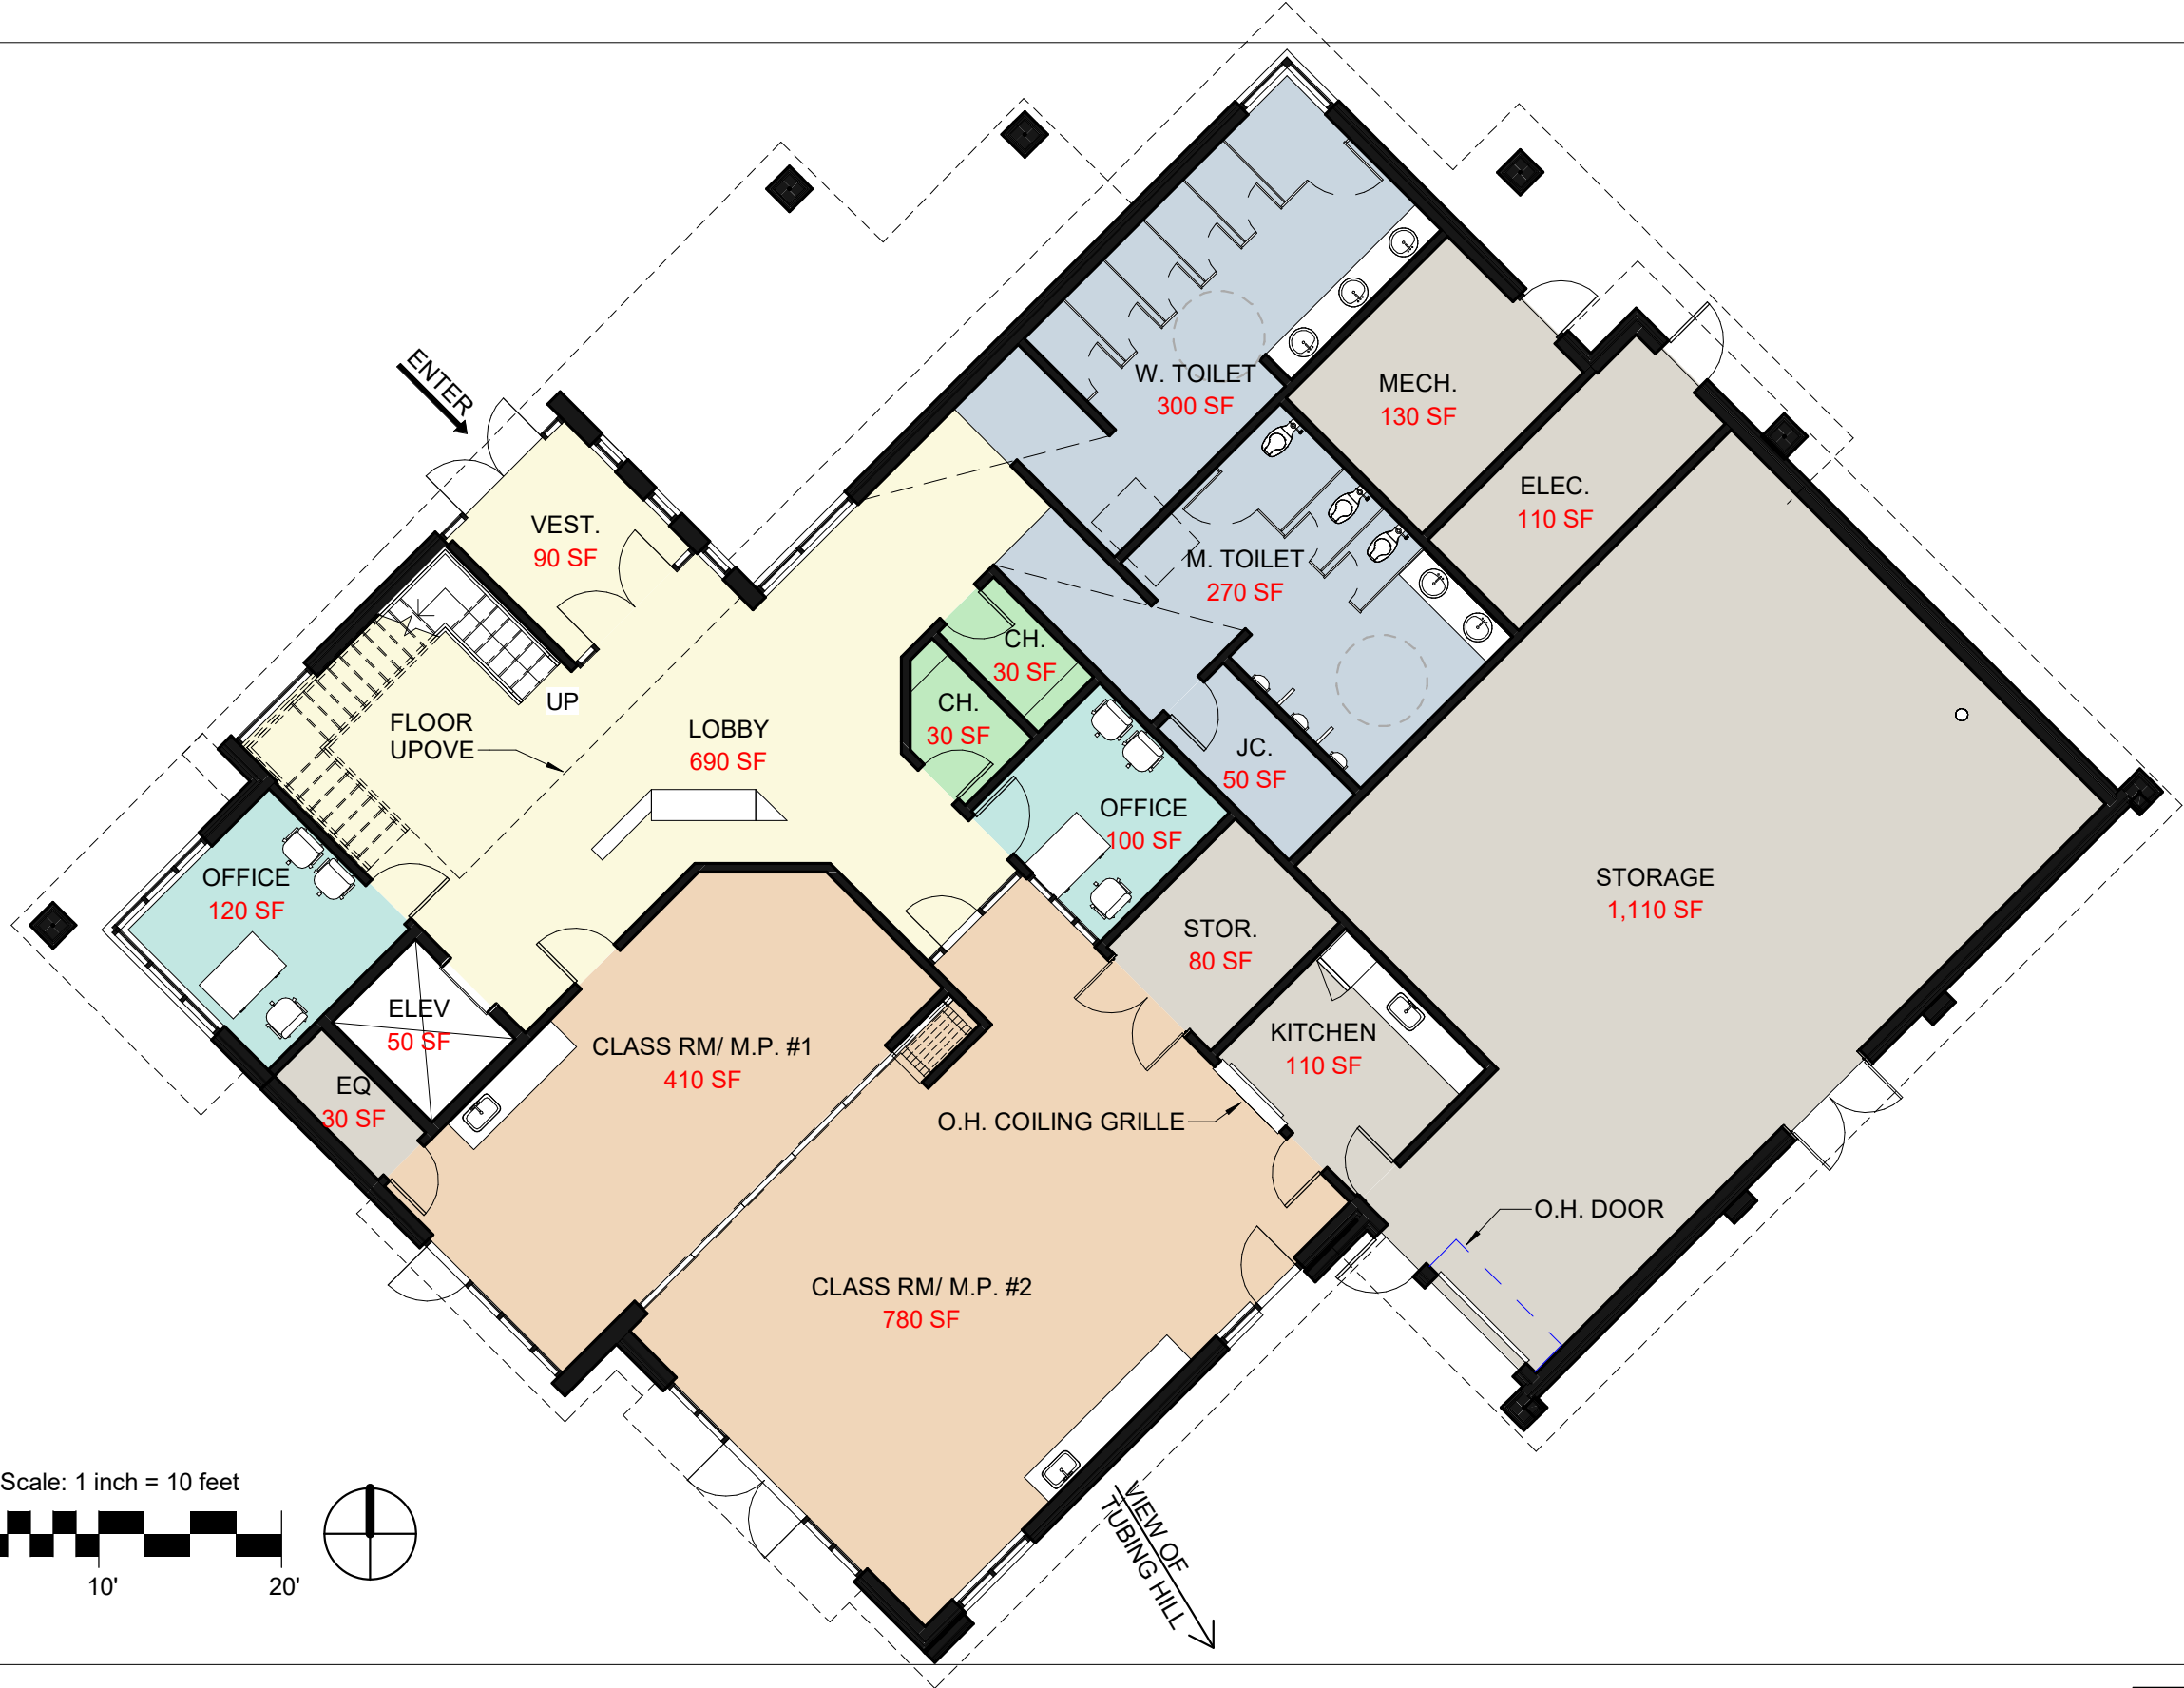 ENTER
W. TOILET
300 SF
MECH.
130 SF
ELEC.
110 SF
VEST.
90 SF
M. TOILET
270 SF
CH.
30 SF
CH.
30 SF
UP
FLOOR
UPOVE
LOBBY
690 SF
JC.
50 SF
OFFICE
100 SF
OFFICE
120 SF
STORAGE
1,110 SF
STOR.
80 SF
ELEV
50 SF
KITCHEN
110 SF
CLASS RM/ M.P. #1
410 SF
EQ
30 SF
O.H. COILING GRILLE
O.H. DOOR
CLASS RM/ M.P. #2
780 SF
VIEW OF
TUBING HILL
Scale: 1 inch = 10 feet
10'
20'